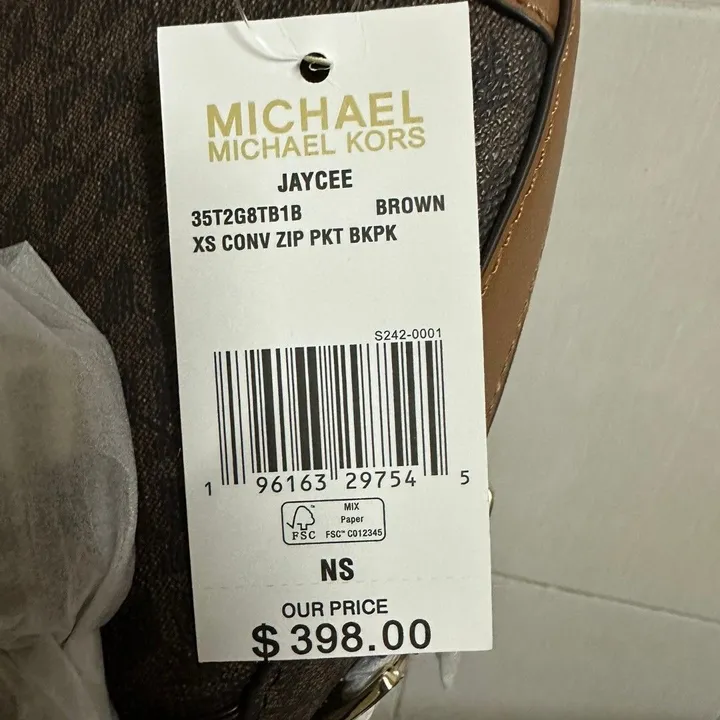 MICHAEL
MICHAEL KORS
JAYCEE
35T2G8TB1B BROWN
XS CONV ZIP PKT BKPK
S242-0001
1 96163 29754 5
FSC™
MIX
Paper
FSC™ C012345
NS
OUR PRICE
$ 398.00